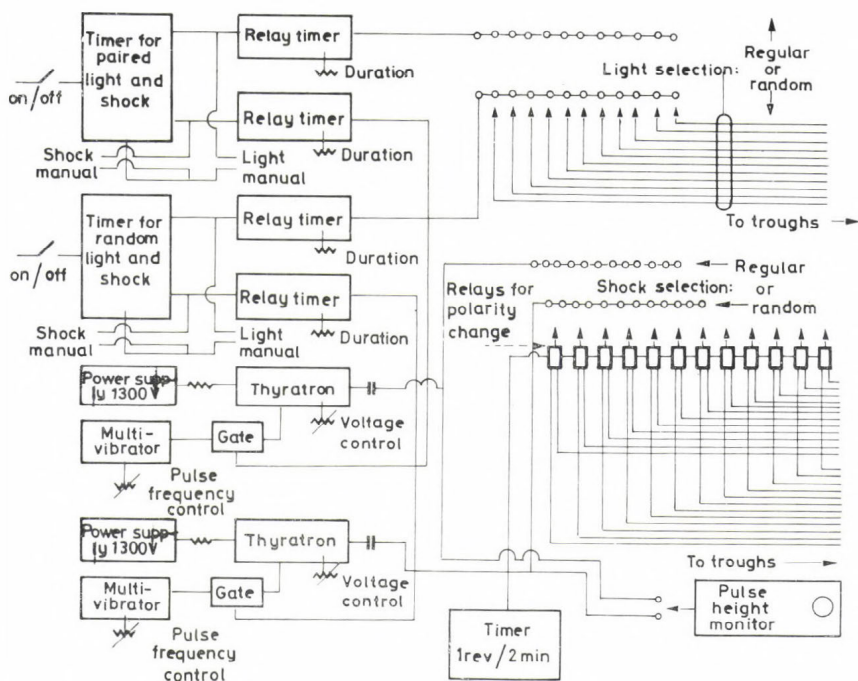 Timer for
paired
light and
shock
on/off
Relay timer
Duration
Relay timer
Duration
Shock
manual
Light
manual
Regular
or
random
Light selection:
To troughs
Timer for
random
light and
shock
on/off
Relay timer
Duration
Relay timer
Duration
Shock
manual
Light
manual
Regular
or
random
Shock selection:
Relays for
polarity
change
Power supp-
ly 1300 V
Thyratron
Voltage
control
Multi-
vibrator
Gate
Pulse
frequency
control
Power supp-
ly 1300 V
Thyratron
Voltage
control
Multi-
vibrator
Gate
Pulse
frequency
control
To troughs
Timer
1rev/2min
Pulse
height
monitor